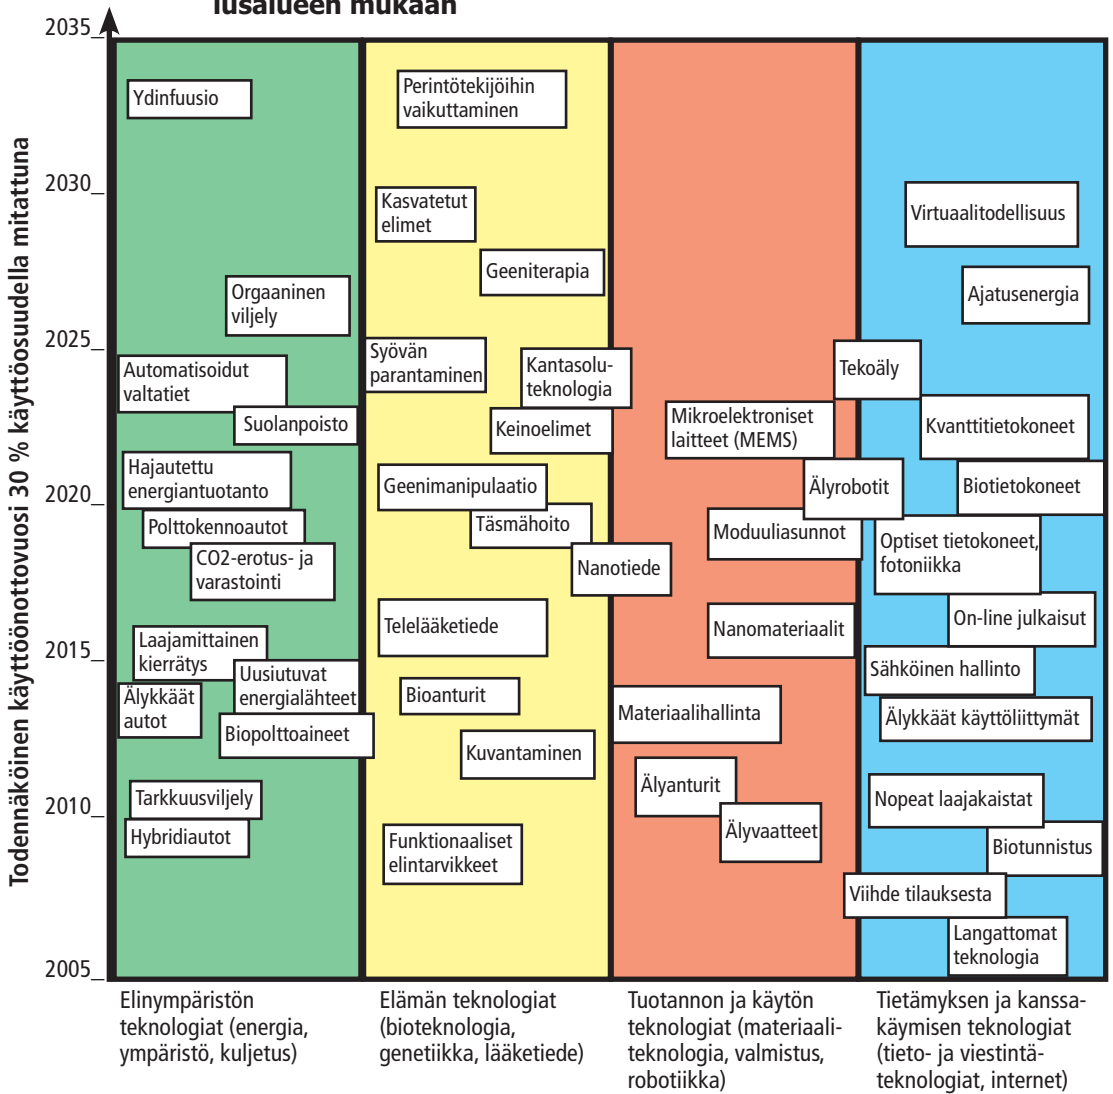 lusalueen mukaan
Todennäköinen käyttöönottovuosi 30 % käyttöosudella mitattuna
2035
2030
2025
2020
2015
2010
2005
Ydinfuusio
Orgaaninen
viljely
Automatisoidut
valtatiet
Suolanpoisto
Hajautettu
energiantuotanto
Polttokennoautot
CO2-erotus- ja
varastointi
Laajamittainen
kierrätys
Uusiutuvat
energialähteet
Älykkäät
autot
Biopolttoaineet
Tarkkuusviljely
Hybridiautot
Perintötekijöihin
vaikuttaminen
Kasvatetut
elimet
Geeniterapia
Syövän
parantaminen
Kantasolu-
teknologia
Keinoelimet
Geenimanipulaatio
Täsmähoito
Nanotiede
Telelääketiede
Bioanturit
Kuvantaminen
Funktionaaliset
elintarvikkeet
Mikroelektroniset
laitteet (MEMS)
Älyrobotit
Moduuliasunnot
Nanomateriaalit
Materiaalihallinta
Älyanturit
Älyvaatteet
Virtuaalitodellisuus
Ajatusenergia
Tekoäly
Kvanttitietokoneet
Biotietokoneet
Optiset tietokoneet,
fotoniikka
On-line julkaisut
Sähköinen hallinto
Älykkäät käyttöliittymät
Nopeat laajakaistat
Biotunnistus
Viihde tilauksesta
Langattomat
teknologia
Elinympäristön
teknologiat (energia,
ympäristö, kuljetus)
Elämän teknologiat
(bioteknologia,
genetiikka, lääketiede)
Tuotannon ja käytön
teknologiat (materiaali-
teknologia, valmistus,
robotiikka)
Tietämyksen ja kanssa-
käymisen teknologiat
(tieto- ja viestintä-
teknologiat, internet)